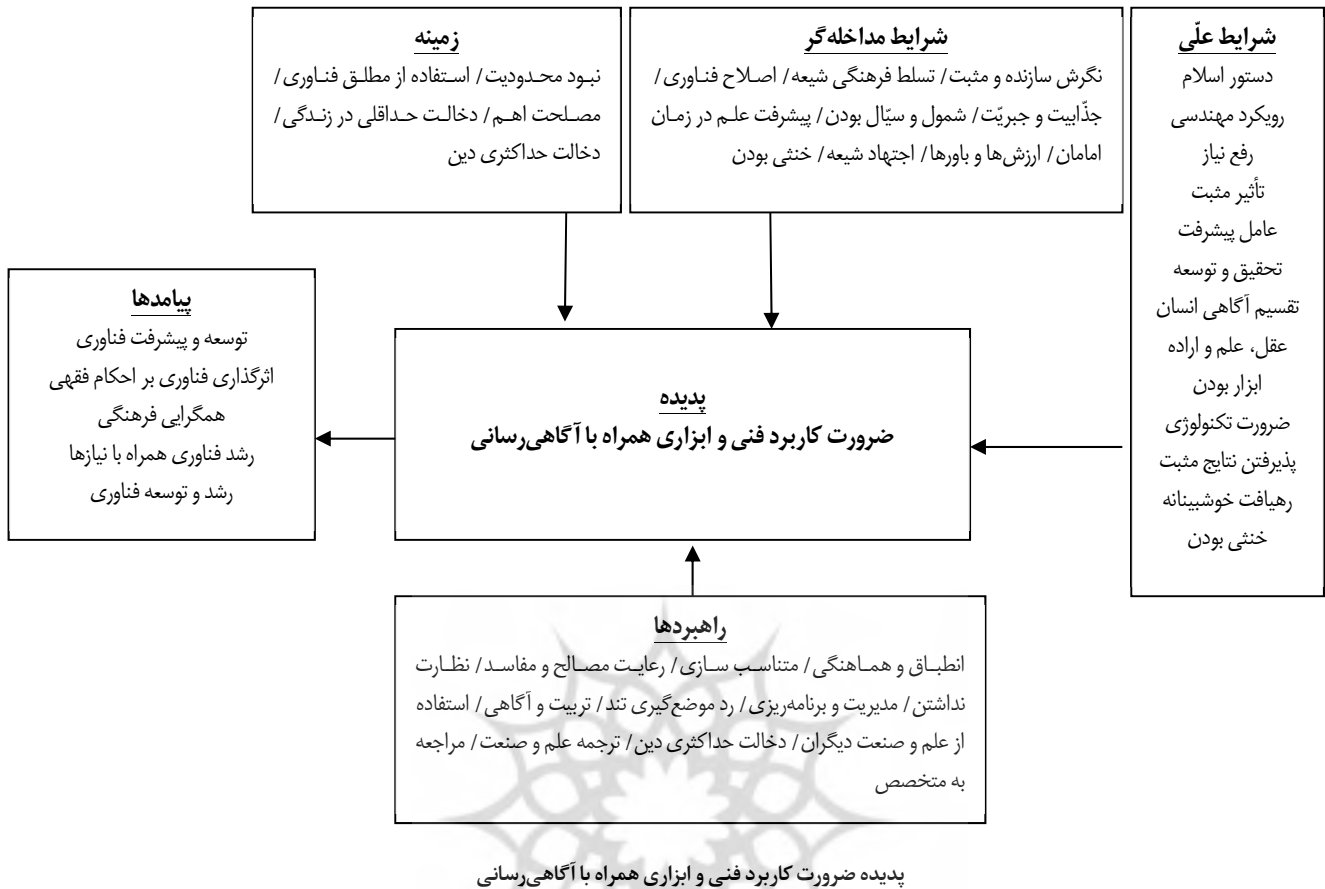 شرایط علّی
دستور اسلام
رویکرد مهندسی
رفع نیاز
تأثیر مثبت
عامل پیشرفت
تحقیق و توسعه
تقسیم آگاهی انسان
عقل، علم و اراده
ابزار بودن
ضرورت تکنولوژی
پذیرفتن نتایج مثبت
رهیافت خوشبینانه
خنثی بودن
شرایط مداخله‌گر
نگرش سازنده و مثبت/ تسلط فرهنگی شیعه/ اصلاح فناوری/
جذّابیت و جبریّت/ شمول و سیّال بودن/ پیشرفت علم در زمان
امامان/ ارزش‌ها و باورها/ اجتهاد شیعه/ خنثی بودن
زمینه
نبود محدودیت/ استفاده از مطلق فناوری/
مصلحت اهم/ دخالت حداقلی در زندگی/
دخالت حداکثری دین
پدیده
ضرورت کاربرد فنی و ابزاری همراه با آگاهی‌رسانی
پیامدها
توسعه و پیشرفت فناوری
اثرگذاری فناوری بر احکام فقهی
همگرایی فرهنگی
رشد فناوری همراه با نیازها
رشد و توسعه فناوری
راهبردها
انطباق و هماهنگی/ متناسب سازی/ رعایت مصالح و مفاسد/ نظارت
نداشتن/ مدیریت و برنامه‌ریزی/ رد موضع‌گیری تند/ تربیت و آگاهی/ استفاده
از علم و صنعت دیگران/ دخالت حداکثری دین/ ترجمه علم و صنعت/ مراجعه
به متخصص
پدیده ضرورت کاربرد فنی و ابزاری همراه با آگاهی‌رسانی